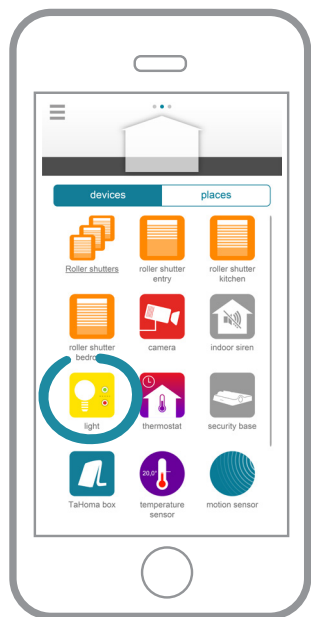 devices places
Roller shutters
roller shutter
entry
roller shutter
kitchen
roller shutter
bedro
camera
indoor siren
light
thermostat
security base
TaHoma box
20,0°
temperature
sensor
motion sensor